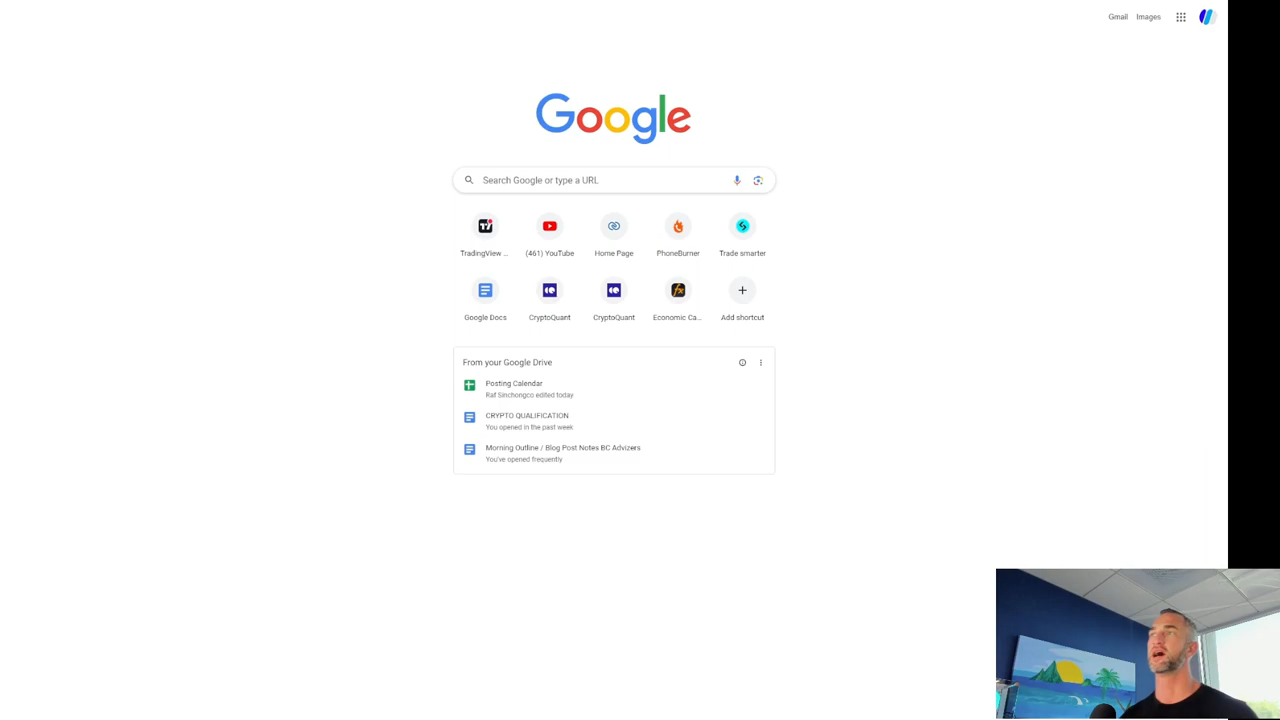 Gmail Images
Google
Search Google or type a URL
TradingView ...
(461) YouTube
Home Page
PhoneBurner
Trade smarter
Google Docs
CryptoQuant
CryptoQuant
Economic Ca...
Add shortcut
From your Google Drive
Posting Calendar
Raf Sinchongco edited today
CRYPTO QUALIFICATION
You opened in the past week
Morning Outline / Blog Post Notes BC Advizers
You've opened frequently